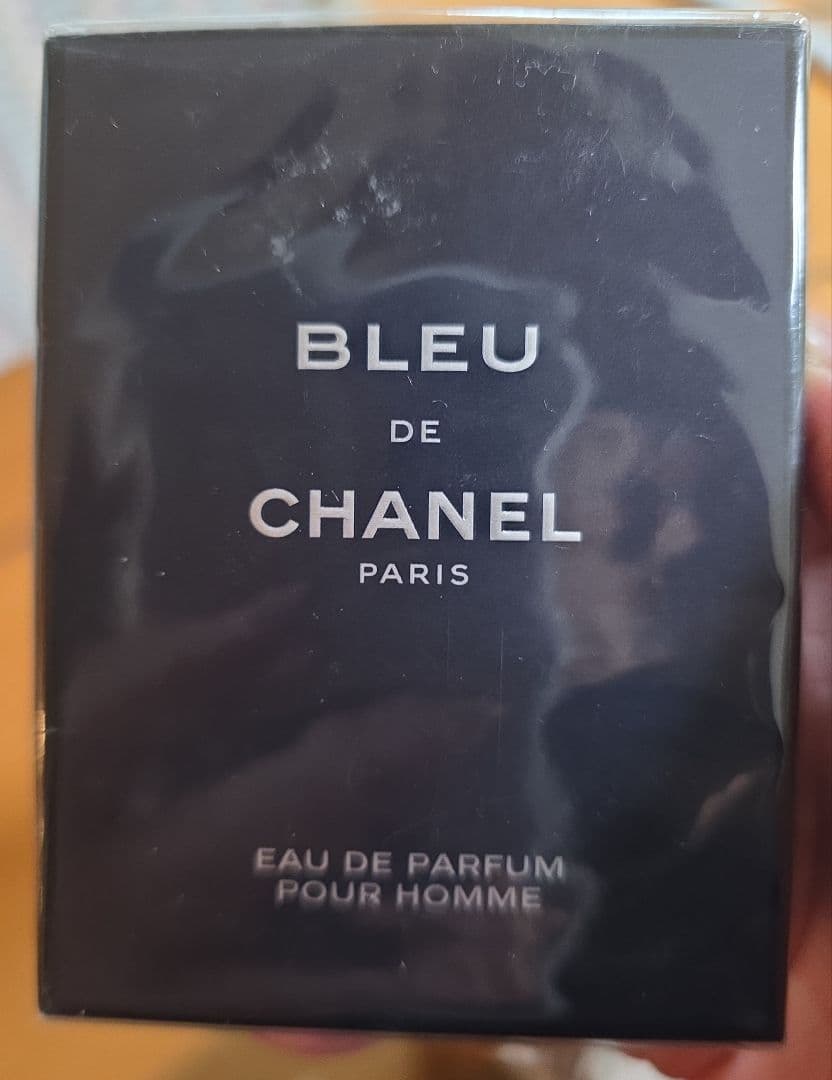 BLEU
DE
CHANEL
PARIS
EAU DE PARFUM
POUR HOMME